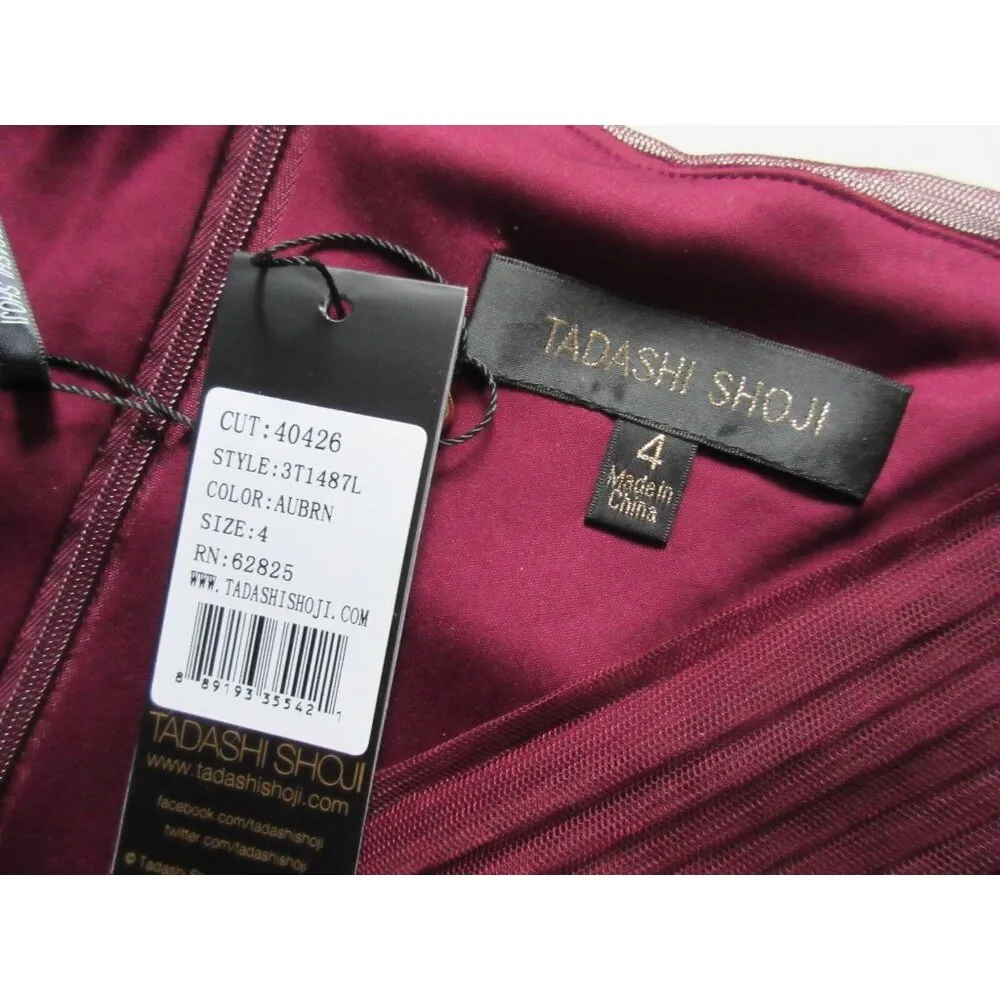 CUT:40426
STYLE:3T1487L
COLOR:AUBRN
SIZE:4
RN:62825
WWW.TADASHISHOJI.COM
8 89193 35542 1
TADASHI SHOJI
www.tadashishoji.com
facebook.com/tadashishoji
twitter.com/tadashishoji
© Tadashi
TADASHI SHOJI
4
Made in
China